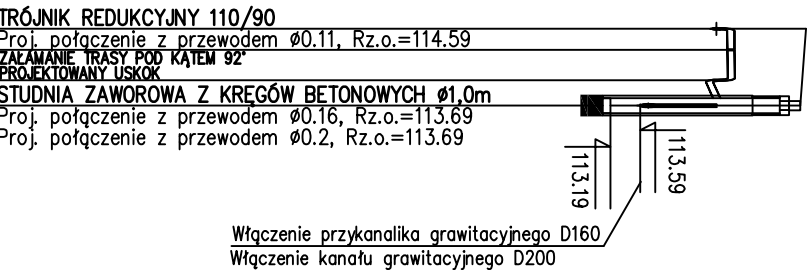 TRÓJNIK REDUKCYJNY 110/90
Proj. połączenie z przewodem ø0.11, Rz.o.=114.59
ZAŁAMANIE TRASY POD KĄTEM 92°
PROJEKTOWANY USKOK
STUDNIA ZAWOROWA Z KRĘGÓW BETONOWYCH ø1,0m
Proj. połączenie z przewodem ø0.16, Rz.o.=113.69
Proj. połączenie z przewodem ø0.2, Rz.o.=113.69
113.19
113.59
Włączenie przykanalika grawitacyjnego D160
Włączenie kanału grawitacyjnego D200